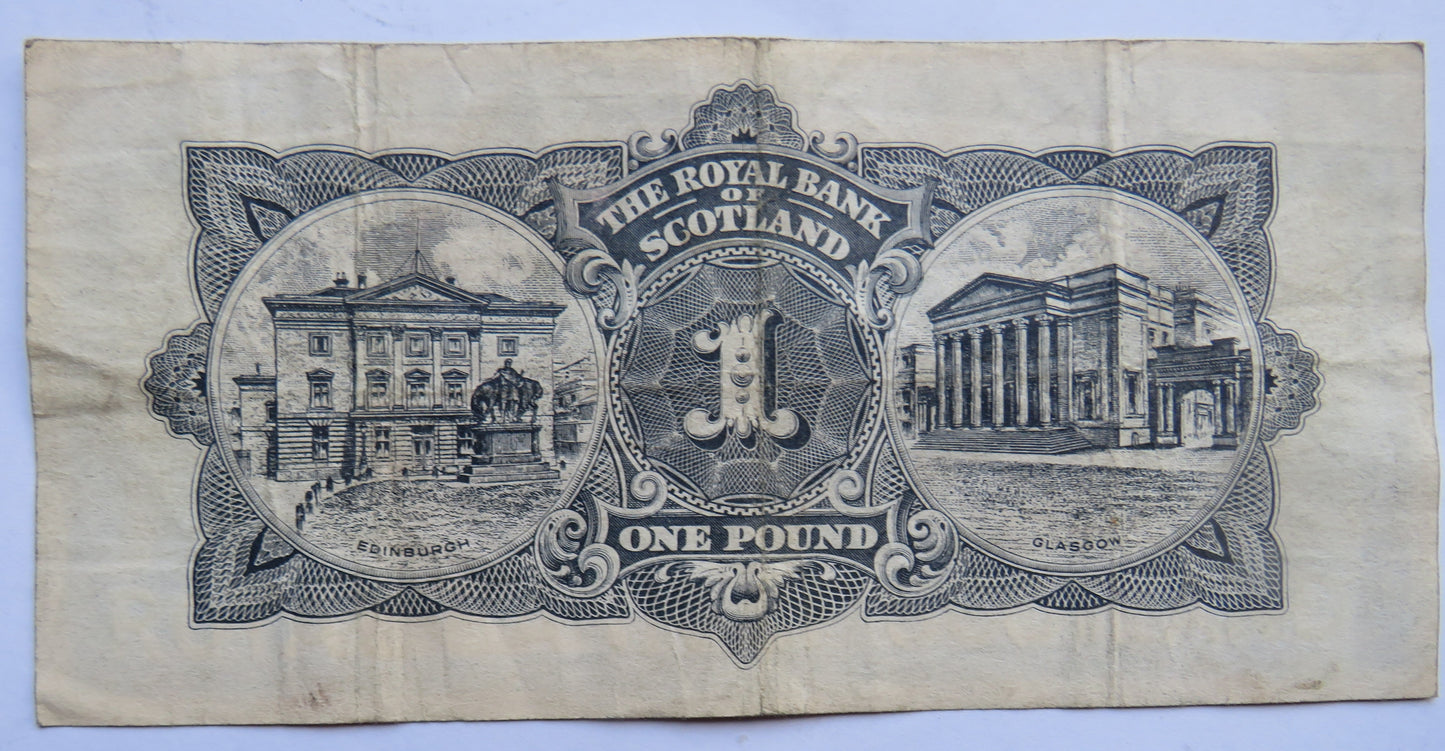 THE ROYAL BANK
OF
SCOTLAND
1
ONE POUND
EDINBURGH
GLASGOW